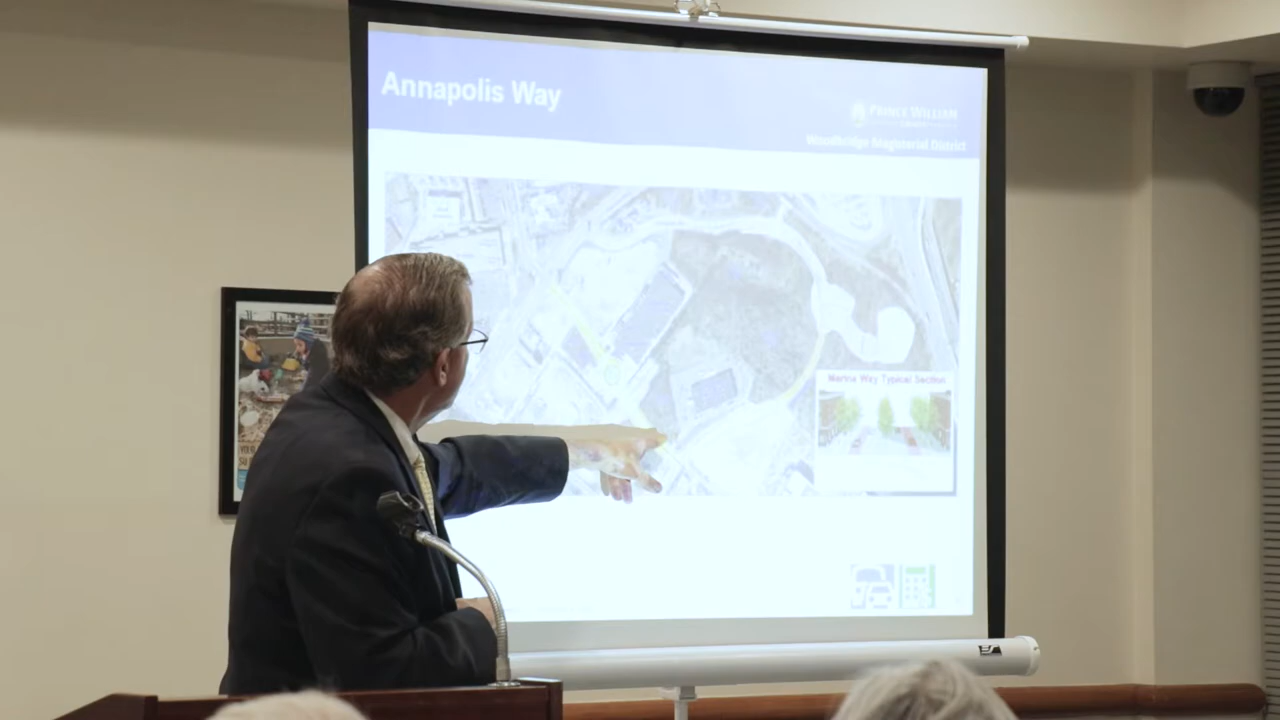 Annapolis Way
PRINCE WILLIAM
Woodbridge Magisterial District
Marina Way Typical Section